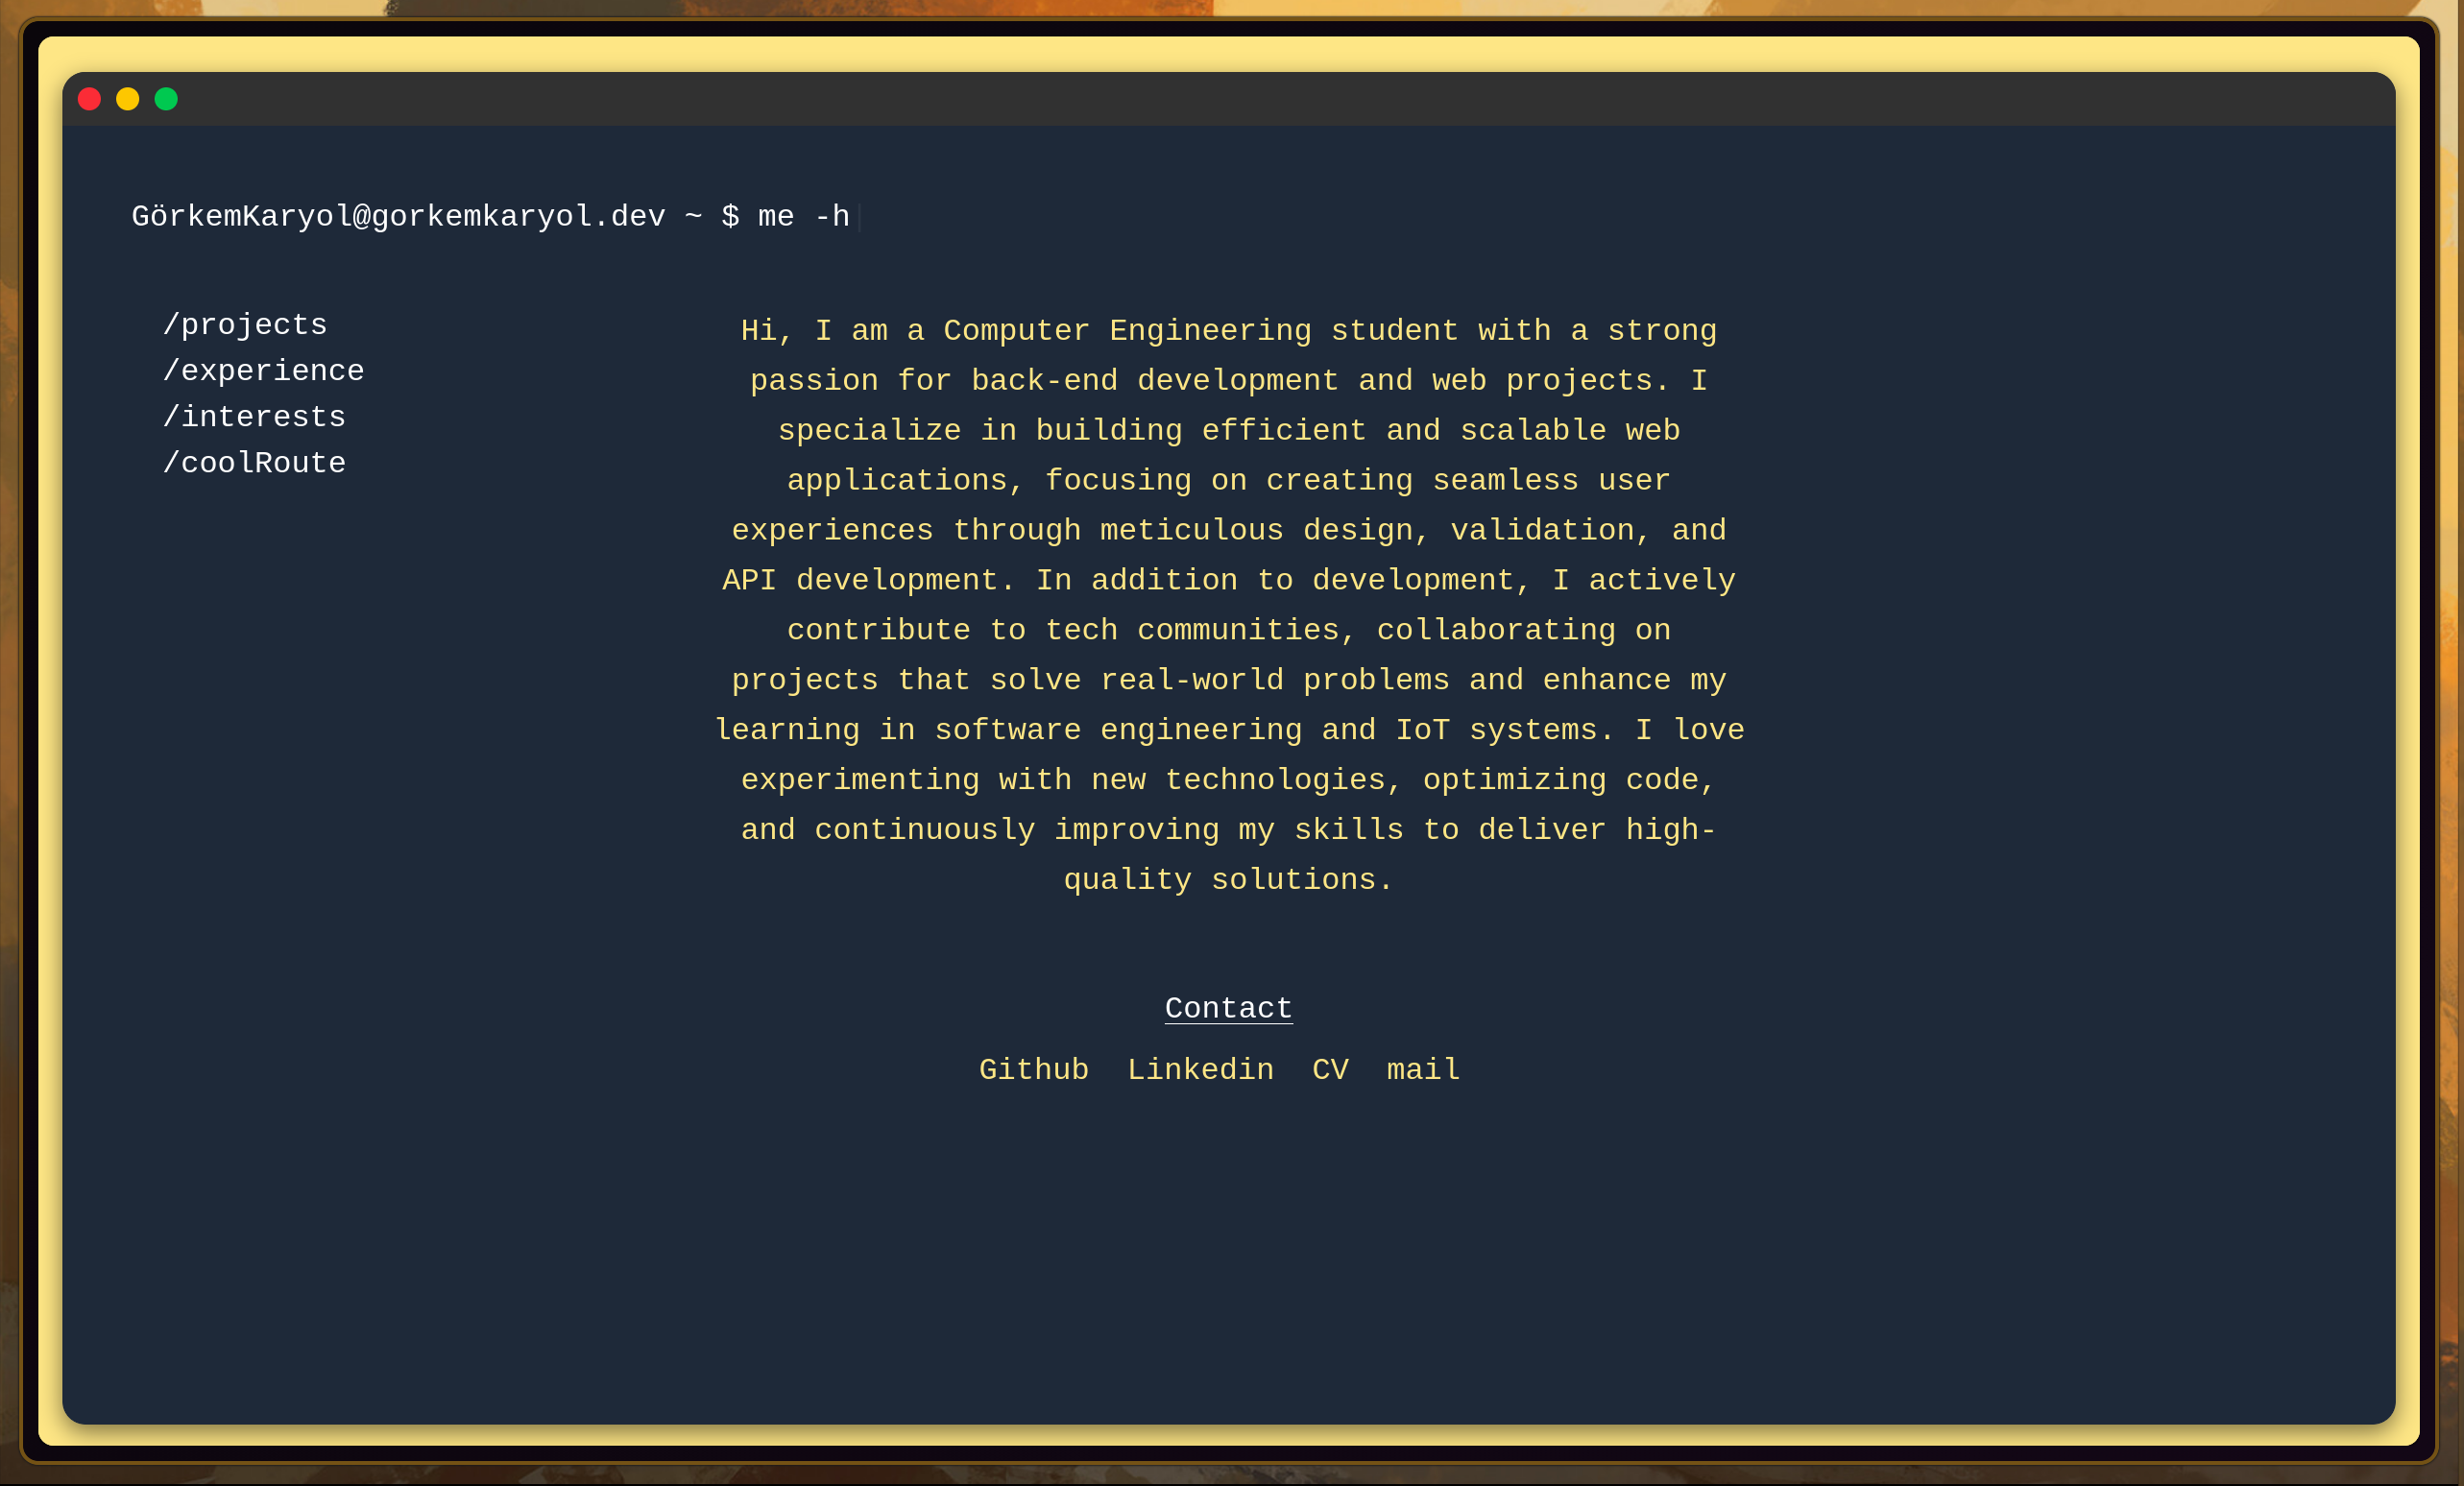 GörkemKaryol@gorkemkaryol.dev ~ $ me -h
/projects
/experience
/interests
/coolRoute
Hi, I am a Computer Engineering student with a strong
passion for back-end development and web projects. I
specialize in building efficient and scalable web
applications, focusing on creating seamless user
experiences through meticulous design, validation, and
API development. In addition to development, I actively
contribute to tech communities, collaborating on
projects that solve real-world problems and enhance my
learning in software engineering and IoT systems. I love
experimenting with new technologies, optimizing code,
and continuously improving my skills to deliver high-
quality solutions.
Contact
Github Linkedin CV mail